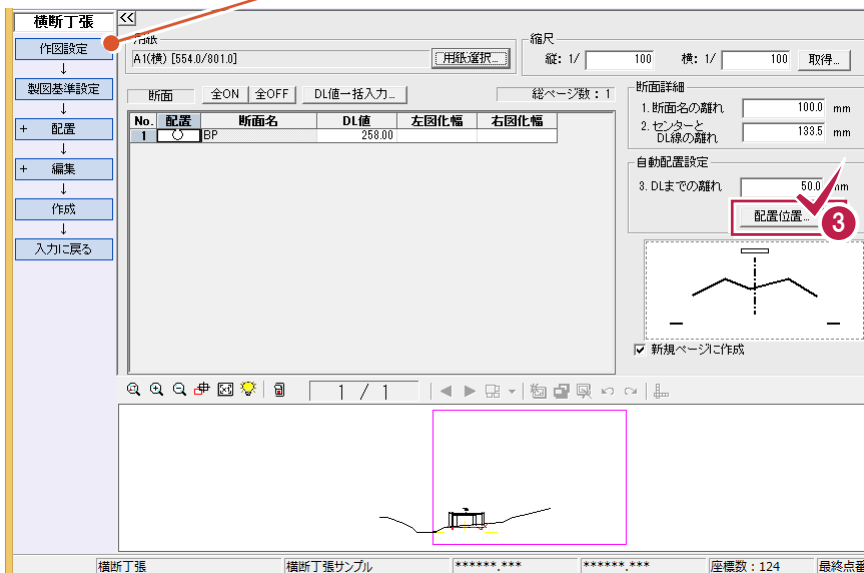 横断丁張
<<
作図設定
↓
製図基準設定
↓
+ 配置
↓
+ 編集
↓
作成
↓
入力に戻る
用紙
A1(横) [554.0/801.0]
用紙選択...
縮尺
縦: 1/ 100 横: 1/ 100 取得...
断面 全ON 全OFF DL値一括入力... 総ページ数 : 1
No. 配置 断面名 DL値 左図化幅 右図化幅
1 BP 258.00
断面詳細
1. 断面名の離れ 100.0 mm
2. センターと
DL線の離れ 133.5 mm
自動配置設定
3. DLまでの離れ 50.0 mm
配置位置...
3
新規ページに作成
1 / 1
横断丁張 横断丁張サンプル ******.*** ******.*** 座標数 : 124 最終点番